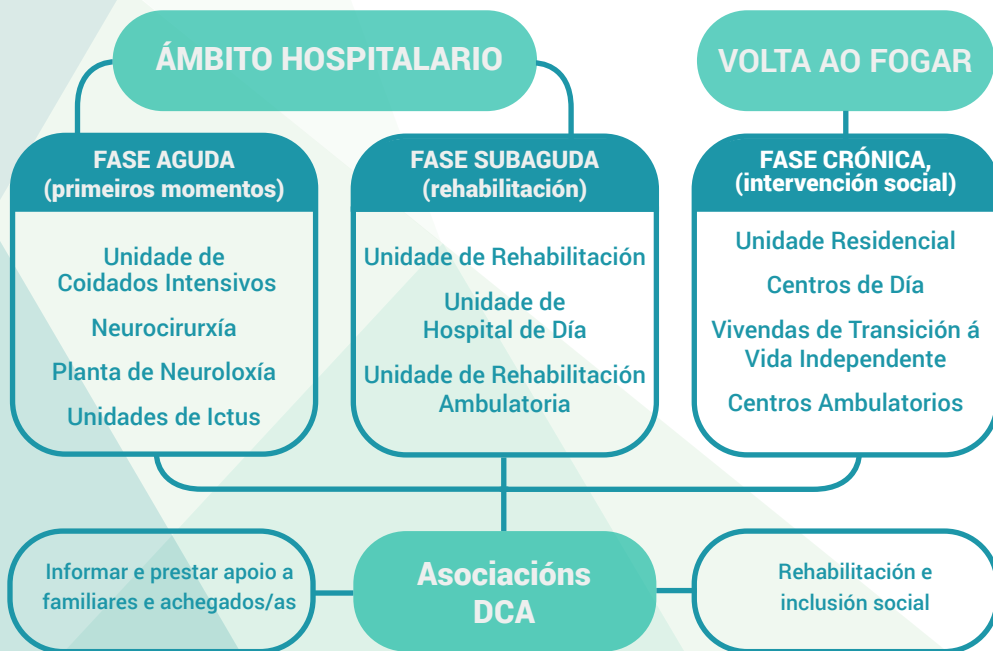 ÁMBITO HOSPITALARIO
VOLTA AO FOGAR
FASE AGUDA
(primeiros momentos)
Unidade de
Coidados Intensivos
Neurocirurxía
Planta de Neuroloxía
Unidades de Ictus
FASE SUBAGUDA
(rehabilitación)
Unidade de Rehabilitación
Unidade de
Hospital de Día
Unidade de Rehabilitación
Ambulatoria
FASE CRÓNICA,
(intervención social)
Unidade Residencial
Centros de Día
Vivendas de Transición á
Vida Independente
Centros Ambulatorios
Informar e prestar apoio a
familiares e achegados/as
Asociacións
DCA
Rehabilitación e
inclusión social